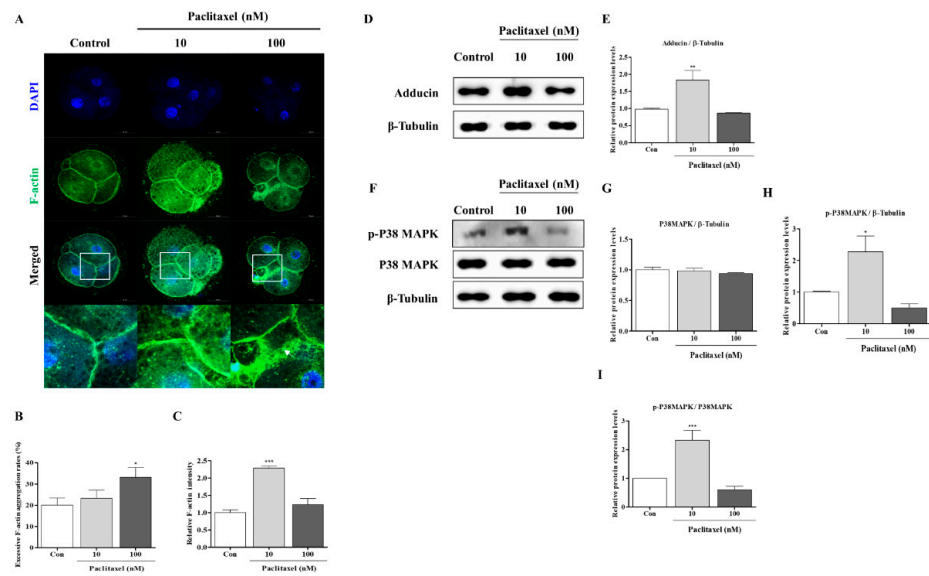 A
Paclitaxel (nM)
Control 10 100
DAPI
F-actin
Merged
B
Excessive F-actin aggregation rates (%)
40
30
20
10
0
Con 10 100
Paclitaxel (nM)
C
Relative F-actin intensity
2.5
2.0
1.5
1.0
0.5
0.0
***
Con 10 100
Paclitaxel (nM)
*
D
Paclitaxel (nM)
Control 10 100
Adducin
β-Tubulin
E
Adducin / β-Tubulin
Relative protein expression levels
2.5
2.0
1.5
1.0
0.5
0.0
**
Con 10 100
Paclitaxel (nM)
F
Paclitaxel (nM)
Control 10 100
p-P38 MAPK
P38 MAPK
β-Tubulin
G
P38MAPK / β-Tubulin
Relative protein expression levels
1.5
1.0
0.5
0.0
Con 10 100
Paclitaxel (nM)
H
p-P38MAPK / β-Tubulin
Relative protein expression levels
3
2
1
0
*
Con 10 100
Paclitaxel (nM)
I
p-P38MAPK / P38MAPK
Relative protein expression levels
3
2
1
0
***
Con 10 100
Paclitaxel (nM)